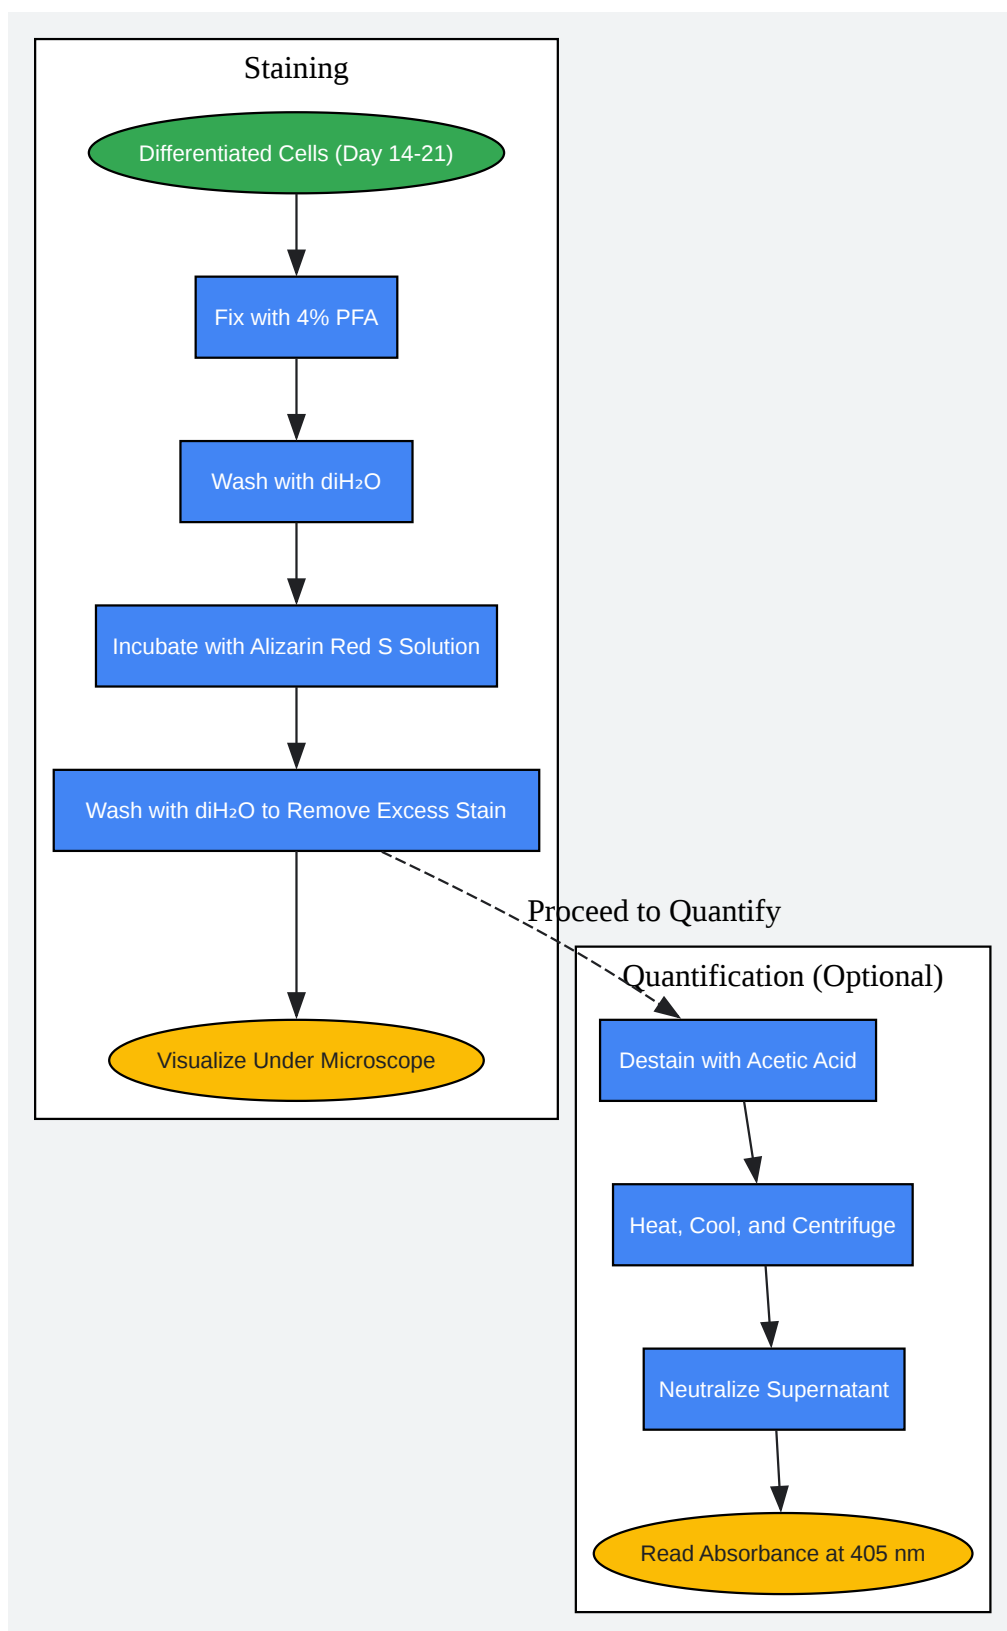 Staining
Differentiated Cells (Day 14-21)
Fix with 4% PFA
Wash with diH₂O
Incubate with Alizarin Red S Solution
Wash with diH₂O to Remove Excess Stain
Proceed to Quantify
Visualize Under Microscope
Quantification (Optional)
Destain with Acetic Acid
Heat, Cool, and Centrifuge
Neutralize Supernatant
Read Absorbance at 405 nm